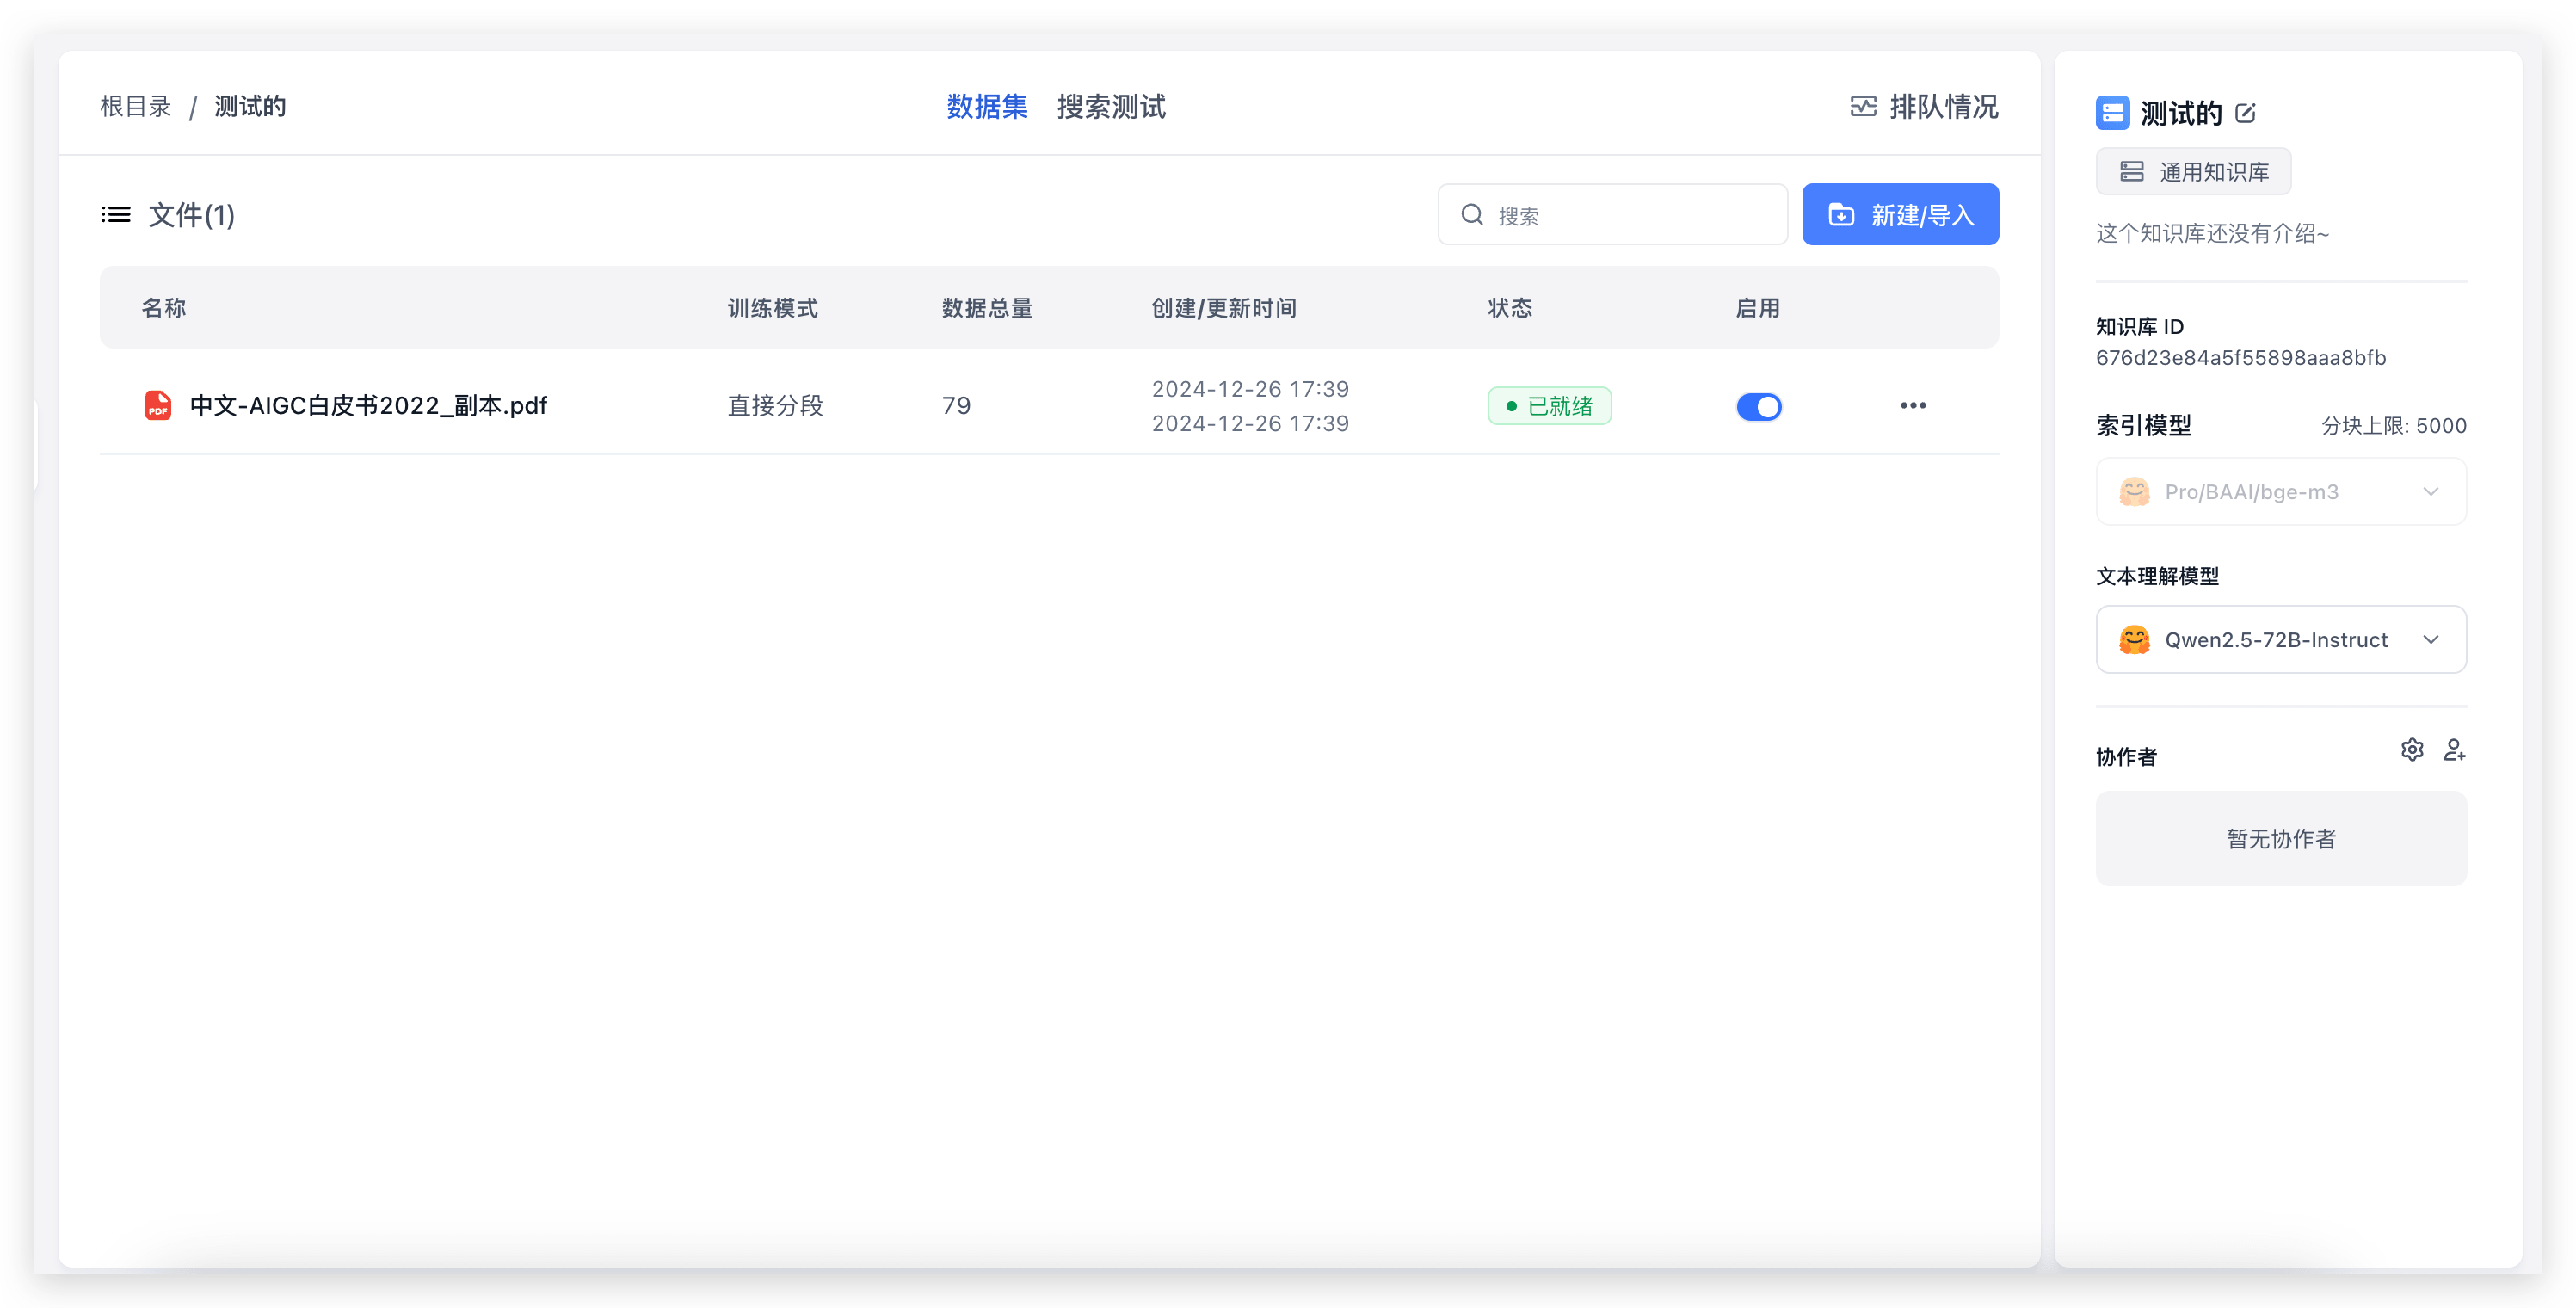 根目录 / 测试的
数据集 搜索测试
排队情况
文件(1)
搜索
新建/导入
名称 训练模式 数据总量 创建/更新时间 状态 启用
PDF 中文-AIGC白皮书2022_副本.pdf 直接分段 79 2024-12-26 17:39 已就绪
2024-12-26 17:39
测试的
通用知识库
这个知识库还没有介绍~
知识库 ID
676d23e84a5f55898aaa8bfb
索引模型 分块上限: 5000
Pro/BAAI/bge-m3
文本理解模型
Qwen2.5-72B-Instruct
协作者
暂无协作者